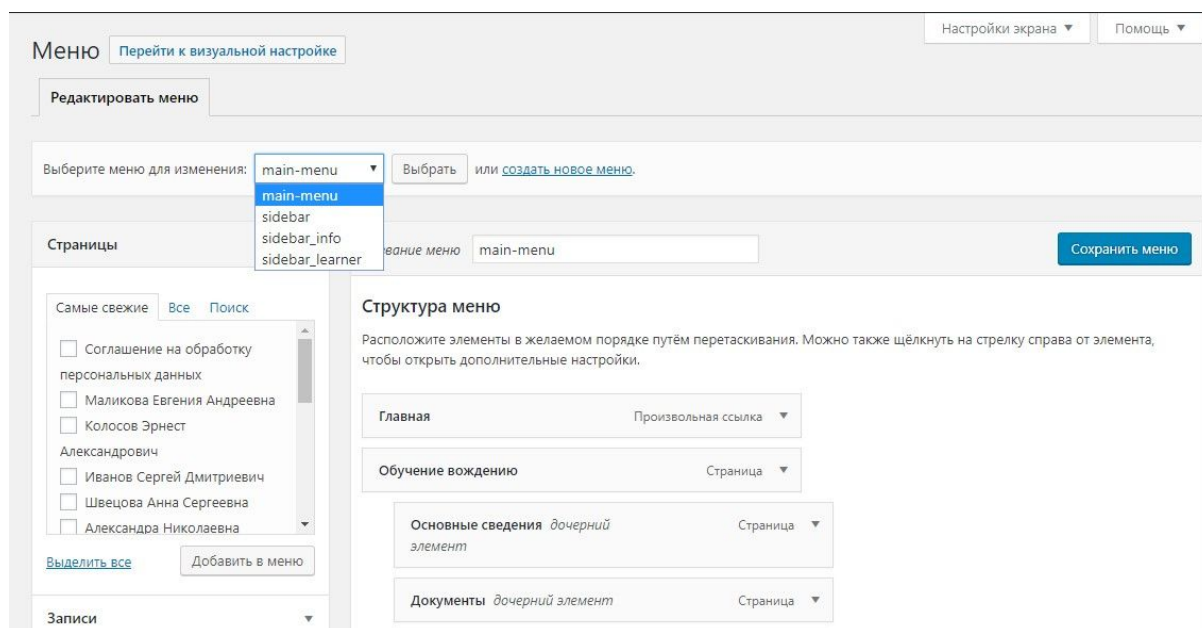 Настройки экрана
Помощь
Меню
Перейти к визуальной настройке
Редактировать меню
Выберите меню для изменения:
main-menu
Выбрать
или создать новое меню.
main-menu
sidebar
sidebar_info
sidebar_learner
Страницы
меню
main-menu
Сохранить меню
Самые свежие
Все
Поиск
Соглашение на обработку
персональных данных
Маликова Евгения Андреевна
Колосов Эрнест
Александрович
Иванов Сергей Дмитриевич
Швецова Анна Сергеевна
Александра Николаевна
Выделить все
Добавить в меню
Записи
Структура меню
Расположите элементы в желаемом порядке путём перетаскивания. Можно также щёлкнуть на стрелку справа от элемента,
чтобы открыть дополнительные настройки.
Главная
Произвольная ссылка
Обучение вождению
Страница
Основные сведения дочерний
элемент
Страница
Документы дочерний элемент
Страница